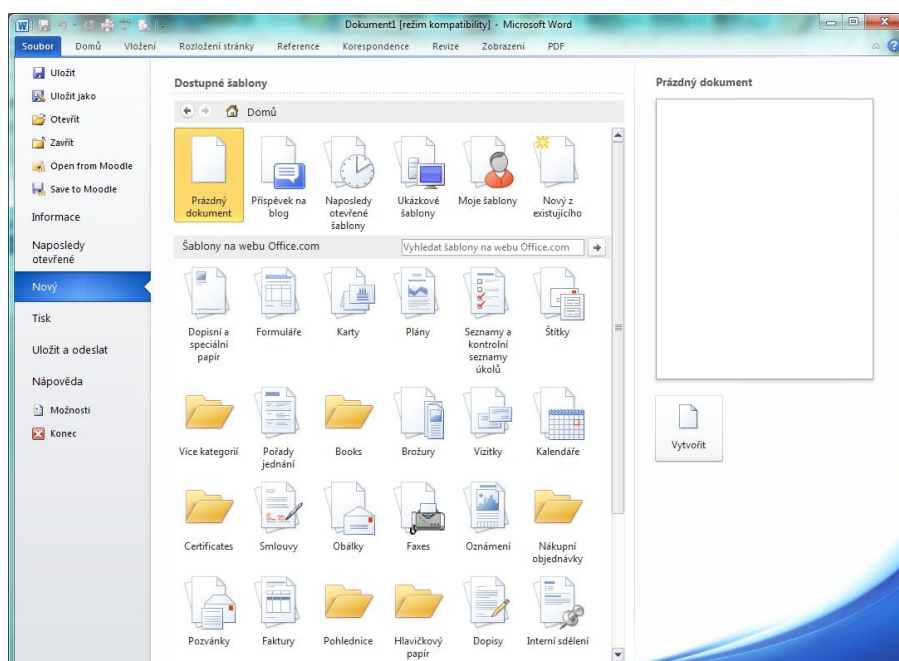 Dokument1 [režim kompatibility] - Microsoft Word
Soubor Domů Vložení Rozložení stránky Reference Korespondence Revize Zobrazení PDF
Uložit
Uložit jako
Otevřít
Zavřít
Open from Moodle
Save to Moodle
Informace
Naposledy
otevřené
Nový
Tisk
Uložit a odeslat
Nápověda
Možnosti
Konec
Dostupné šablony
Domů
Prázdný
dokument
Příspěvek na
blog
Naposledy
otevřené
šablony
Ukázkové
šablony
Moje šablony
Nový z
existujícího
Šablony na webu Office.com
Vyhledat šablony na webu Office.com
Dopisní a
speciální
papír
Formuláře
Karty
Plány
Seznamy a
kontrolní
seznamy
úkolů
Štítky
Více kategorií
Pořady
jednání
Books
Brožury
Vizitky
Kalendáře
Certificates
Smlouvy
Obálky
Faxes
Oznámení
Nákupní
objednávky
Pozvánky
Faktury
Pohlednice
Hlavičkový
papír
Dopisy
Interní sdělení
Prázdný dokument
Vytvořit